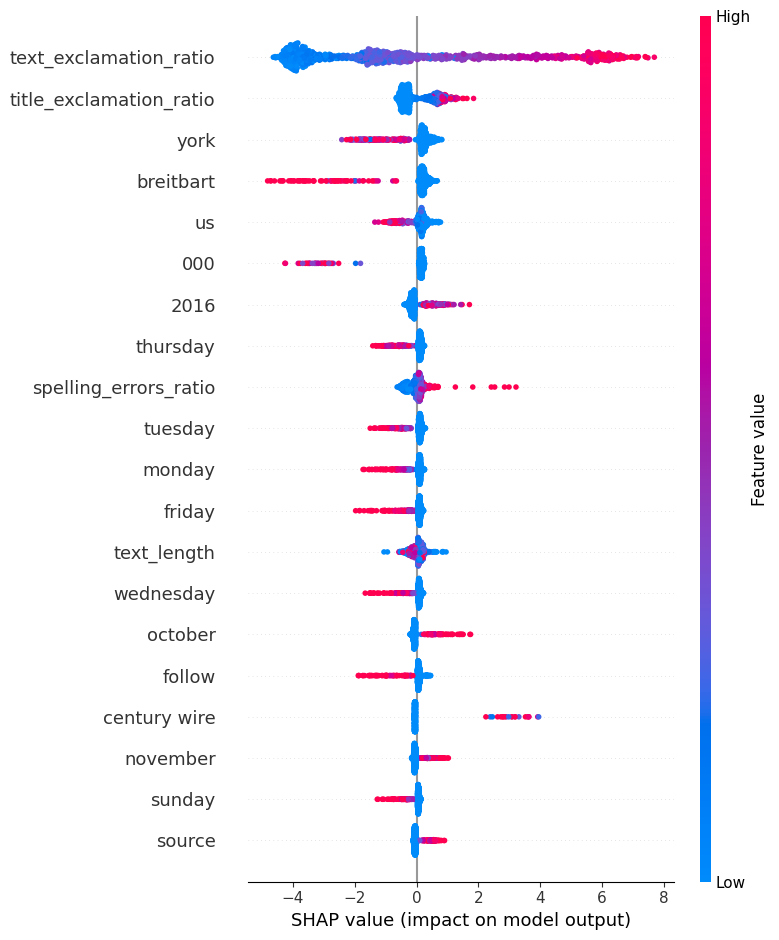 High
text_exclamation_ratio
title_exclamation_ratio
york
breitbart
us
000
2016
thursday
spelling_errors_ratio
tuesday
monday
friday
text_length
wednesday
october
follow
century wire
november
sunday
source
Feature value
Low
−4 −2 0 2 4 6 8
SHAP value (impact on model output)